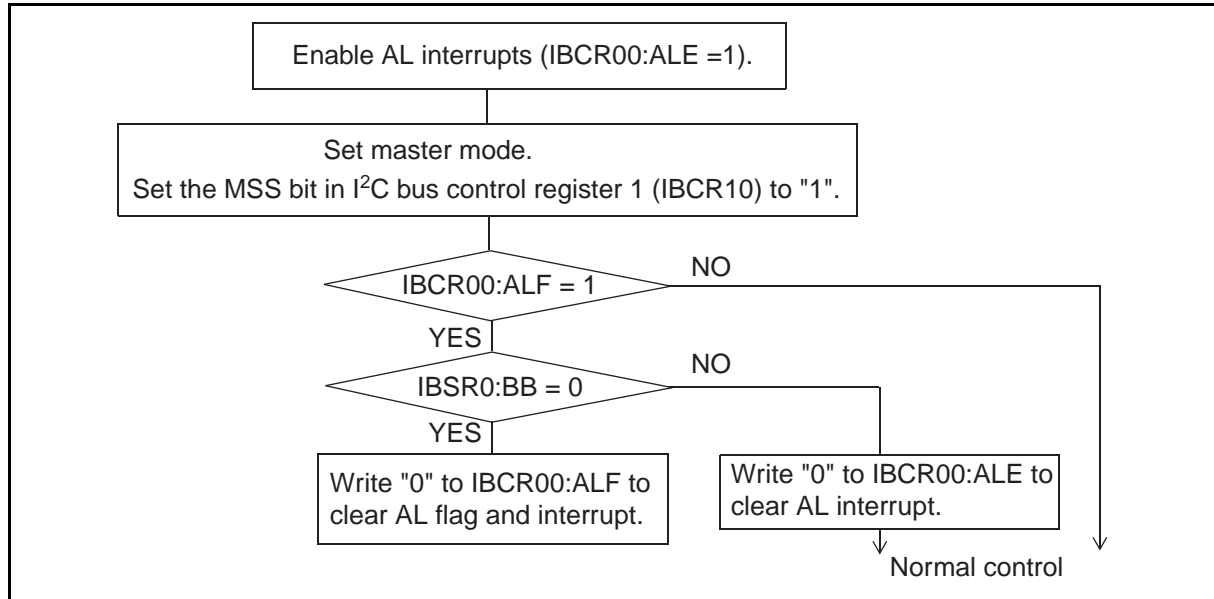 Enable AL interrupts (IBCR00:ALE =1).
Set master mode.
Set the MSS bit in I²C bus control register 1 (IBCR10) to "1".
IBCR00:ALF = 1
NO
YES
IBSR0:BB = 0
NO
YES
Write "0" to IBCR00:ALF to
clear AL flag and interrupt.
Write "0" to IBCR00:ALE to
clear AL interrupt.
Normal control